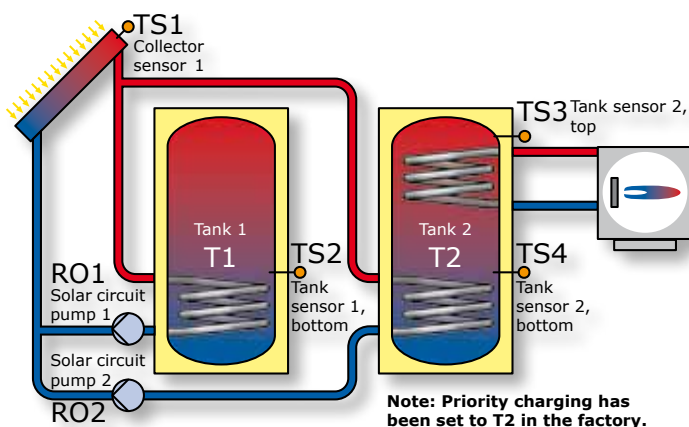 TS1
Collector
sensor 1
TS3
Tank sensor 2,
top
Tank 1
T1
Tank 2
T2
TS2
Tank
sensor 1,
bottom
TS4
Tank
sensor 2,
bottom
RO1
Solar circuit
pump 1
Solar circuit
pump 2
RO2
Note: Priority charging has
been set to T2 in the factory.